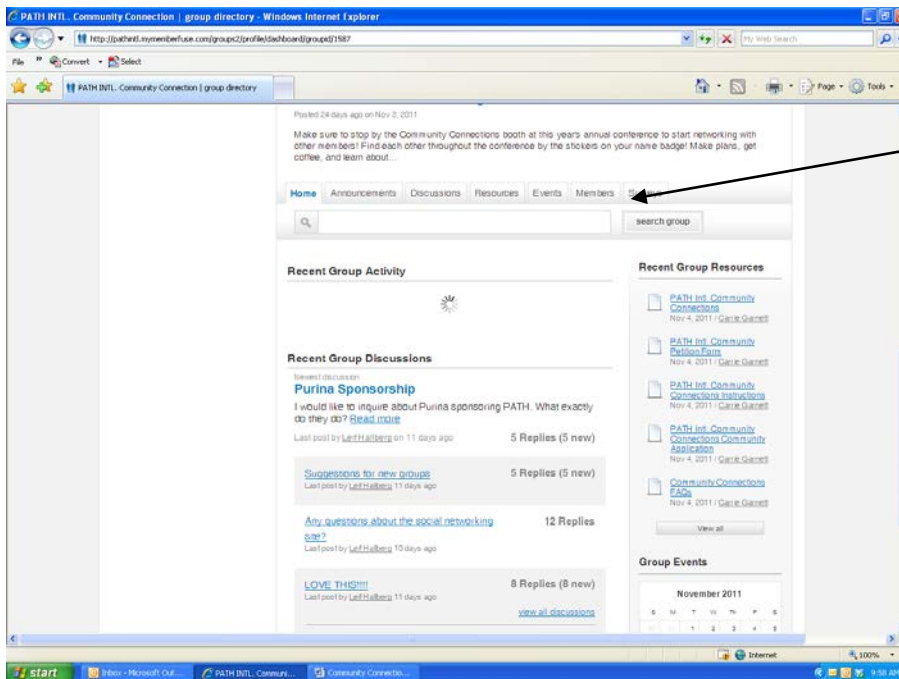 PATH INTL. Community Connection | group directory - Windows Internet Explorer
http://pathintl.mymemberfuse.com/groups2/profile/dashboard/groupid/1587
My Web Search
File » Convert Select
PATH INTL. Community Connection | group directory
Page Tools
Posted 24 days ago on Nov 3, 2011
Make sure to stop by the Community Connections booth at this years annual conference to start networking with
other members! Find each other throughout the conference by the stickers on your name badge! Make plans, get
coffee, and learn about...
Home Announcements Discussions Resources Events Members
search group
Recent Group Activity
Recent Group Discussions
Newest discussion
Purina Sponsorship
I would like to inquire about Purina sponsoring PATH. What exactly
do they do? Read more
Last post by Leif Hallberg on 11 days ago 5 Replies (5 new)
Suggestions for new groups 5 Replies (5 new)
Last post by Leif Hallberg 11 days ago
Any questions about the social networking 12 Replies
site?
Last post by Leif Hallberg 10 days ago
LOVE THIS!!!! 8 Replies (8 new)
Last post by Leif Hallberg 11 days ago
view all discussions
Recent Group Resources
PATH Intl. Community
Connections
Nov 4, 2011 / Carrie Garnett
PATH Intl. Community
Petition Form
Nov 4, 2011 / Carrie Garnett
PATH Intl. Community
Connections Instructions
Nov 4, 2011 / Carrie Garnett
PATH Intl. Community
Connections Community
Application
Nov 4, 2011 / Carrie Garnett
Community Connections
FAQs
Nov 4, 2011 / Carrie Garnett
View all
Group Events
November 2011
S M T W Th F S
1 2 3 4 5
Internet 100%
start Inbox - Microsoft Out... PATH INTL. Communi... Community Connectio... 9:58 AM